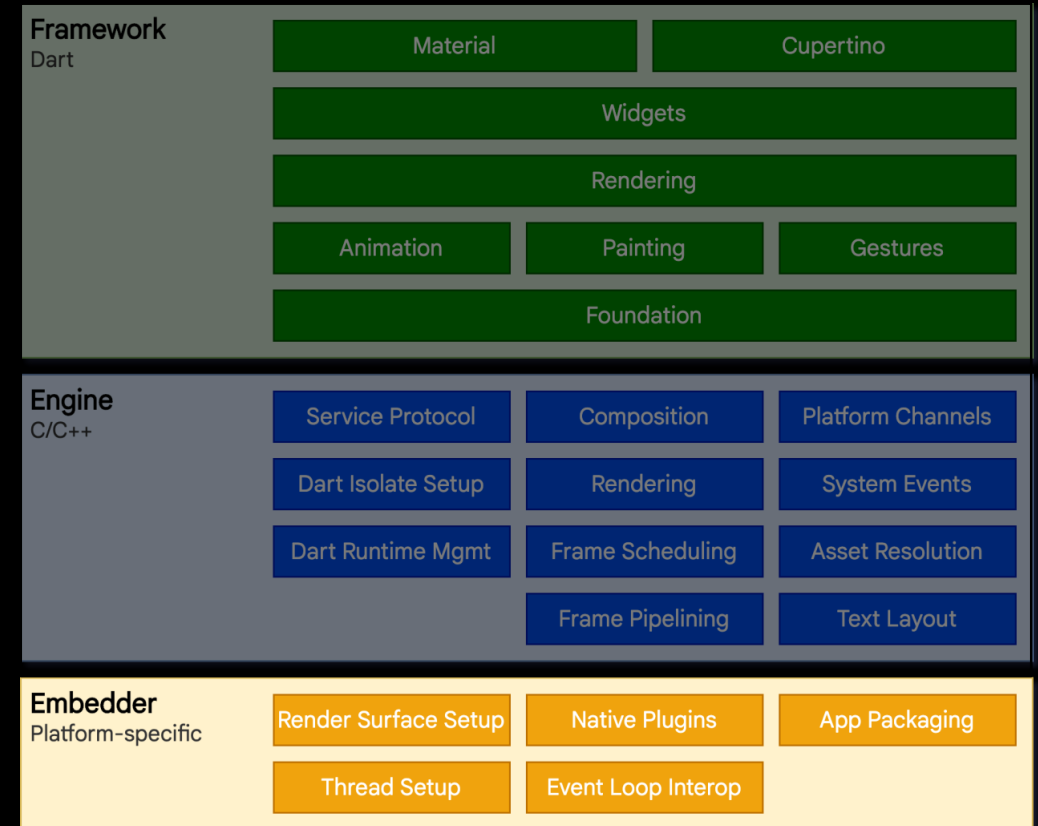 Framework
Dart
Material
Cupertino
Widgets
Rendering
Animation
Painting
Gestures
Foundation
Engine
C/C++
Service Protocol
Composition
Platform Channels
Dart Isolate Setup
Rendering
System Events
Dart Runtime Mgmt
Frame Scheduling
Asset Resolution
Frame Pipelining
Text Layout
Embedder
Platform-specific
Render Surface Setup
Native Plugins
App Packaging
Thread Setup
Event Loop Interop